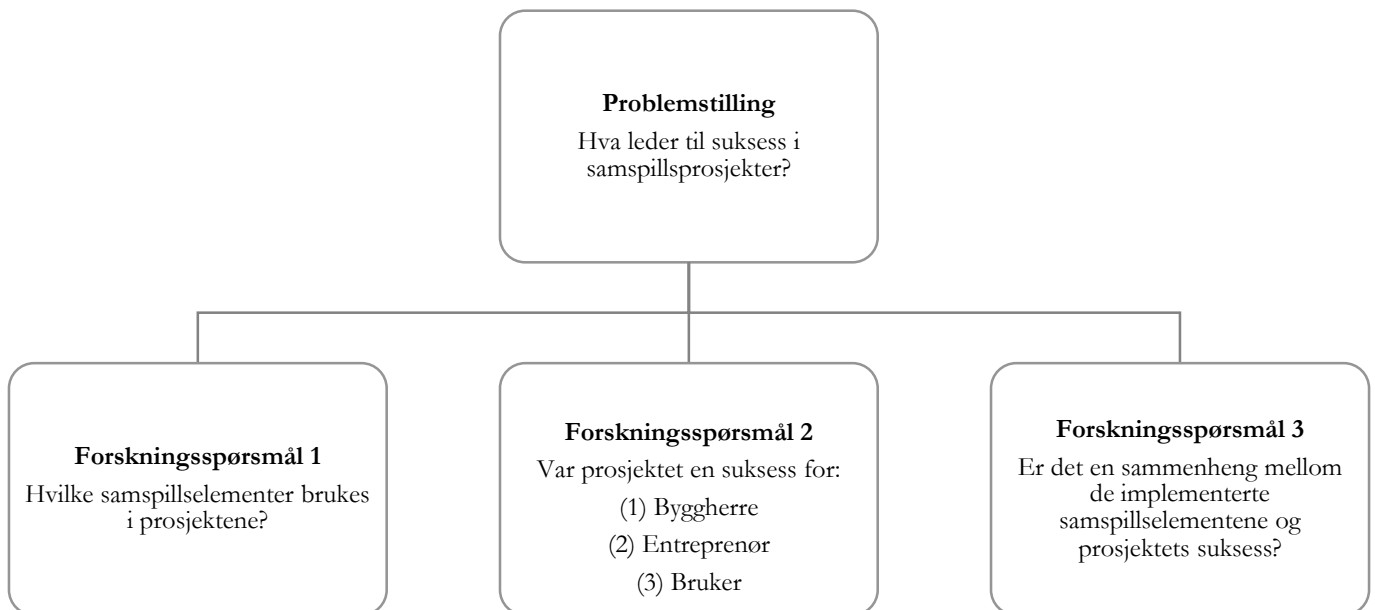 Problemstilling
Hva leder til suksess i
samspillsprosjekter?
Forskningsspørsmål 1
Hvilke samspillselementer brukes
i prosjektene?
Forskningsspørsmål 2
Var prosjektet en suksess for:
(1) Byggherre
(2) Entreprenør
(3) Bruker
Forskningsspørsmål 3
Er det en sammenheng mellom
de implementerte
samspillselementene og
prosjektets suksess?